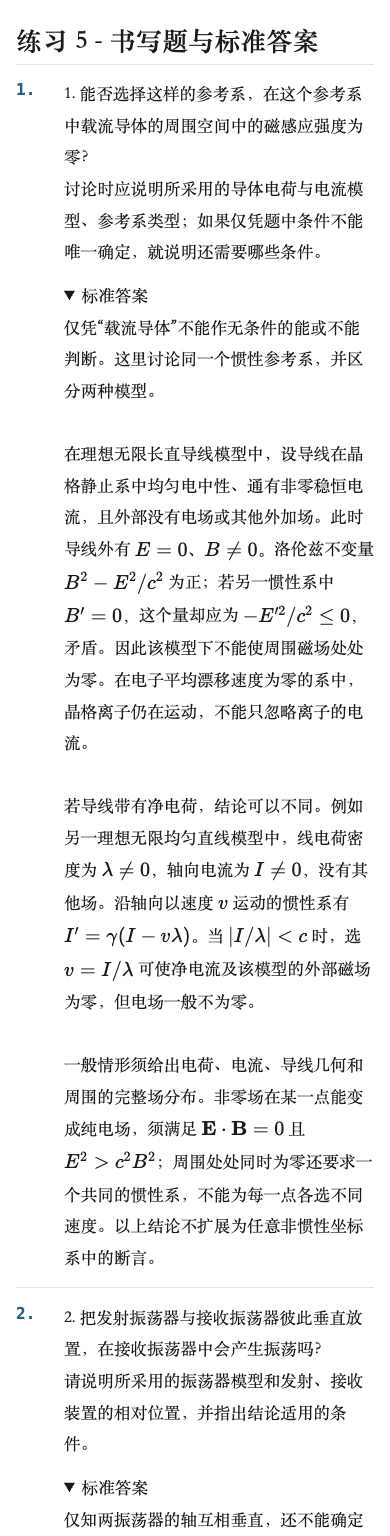 练习 5 - 书写题与标准答案
1. 1. 能否选择这样的参考系，在这个参考系
中载流导体的周围空间中的磁感应强度为
零?
讨论时应说明所采用的导体电荷与电流模
型、参考系类型；如果仅凭题中条件不能
唯一确定，就说明还需要哪些条件。
▼ 标准答案
仅凭“载流导体”不能作无条件的能或不能
判断。这里讨论同一个惯性参考系，并区
分两种模型。
在理想无限长直导线模型中，设导线在晶
格静止系中均匀电中性、通有非零稳恒电
流，且外部没有电场或其他外加场。此时
导线外有 E = 0、B ≠ 0。洛伦兹不变量
B² − E²/c² 为正；若另一惯性系中
B′ = 0，这个量却应为 −E′²/c² ≤ 0，
矛盾。因此该模型下不能使周围磁场处处
为零。在电子平均漂移速度为零的系中，
晶格离子仍在运动，不能只忽略离子的电
流。
若导线带有净电荷，结论可以不同。例如
另一理想无限均匀直线模型中，线电荷密
度为 λ ≠ 0，轴向电流为 I ≠ 0，没有其
他场。沿轴向以速度 v 运动的惯性系有
I′ = γ(I − vλ)。当 |I/λ| < c 时，选
v = I/λ 可使净电流及该模型的外部磁场
为零，但电场一般不为零。
一般情形须给出电荷、电流、导线几何和
周围的完整场分布。非零场在某一点能变
成纯电场，须满足 E · B = 0 且
E² > c²B²；周围处处同时为零还要求一
个共同的惯性系，不能为每一点各选不同
速度。以上结论不扩展为任意非惯性坐标
系中的断言。
2. 2. 把发射振荡器与接收振荡器彼此垂直放
置，在接收振荡器中会产生振荡吗?
请说明所采用的振荡器模型和发射、接收
装置的相对位置，并指出结论适用的条
件。
▼ 标准答案
仅知两振荡器的轴互相垂直，还不能确定